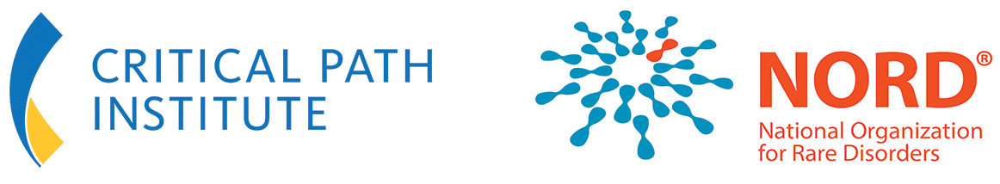 CRITICAL PATH
INSTITUTE
NORD®
National Organization
for Rare Disorders